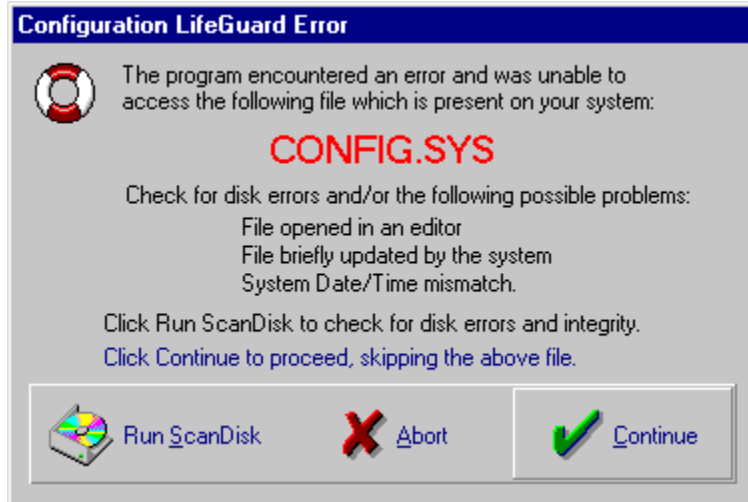 Configuration LifeGuard Error
The program encountered an error and was unable to
access the following file which is present on your system:
CONFIG.SYS
Check for disk errors and/or the following possible problems:
File opened in an editor
File briefly updated by the system
System Date/Time mismatch.
Click Run ScanDisk to check for disk errors and integrity.
Click Continue to proceed, skipping the above file.
Run ScanDisk
Abort
Continue